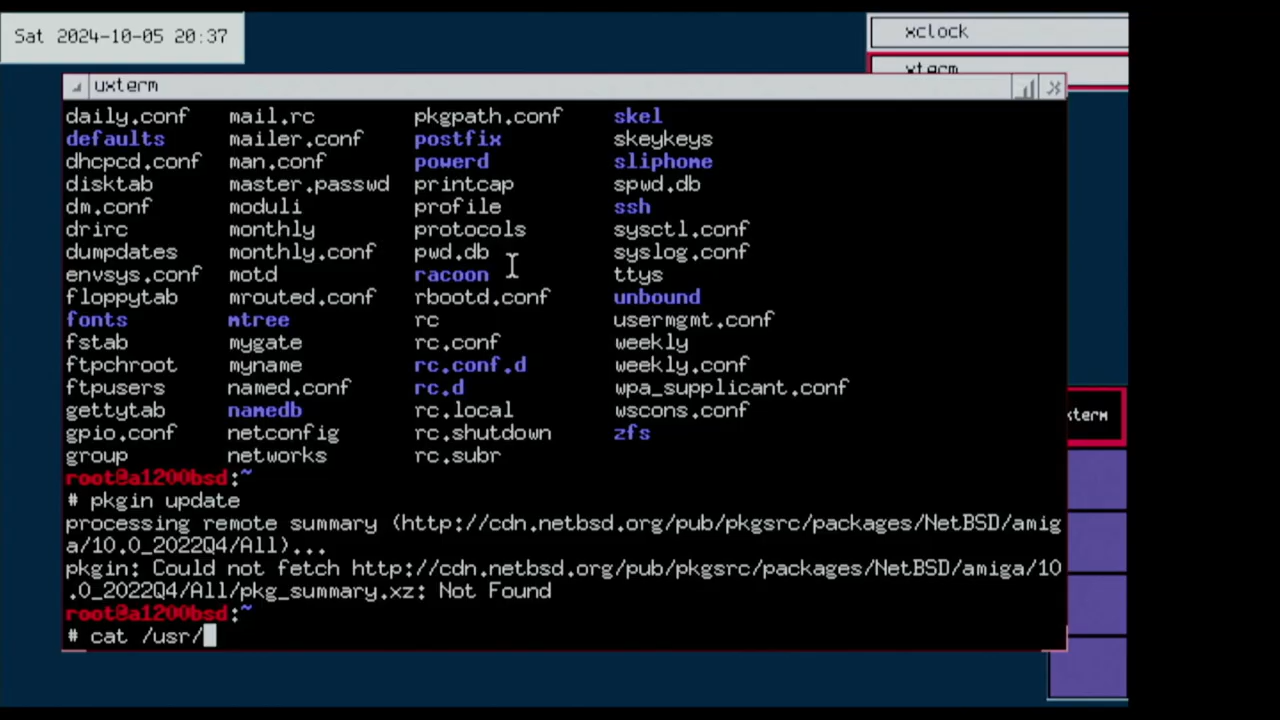 Sat 2024-10-05 20:37
xclock
xterm
uxterm
daily.conf mail.rc pkgpath.conf skel
defaults mailer.conf postfix skeykeys
dhcpcd.conf man.conf powerd sliphome
disktab master.passwd printcap spwd.db
dm.conf moduli profile ssh
drirc monthly protocols sysctl.conf
dumpdates monthly.conf pwd.db syslog.conf
envsys.conf motd racoon ttys
floppytab mrouted.conf rbootd.conf unbound
fonts mtree rc usermgmt.conf
fstab mygate rc.conf weekly
ftpchroot myname rc.conf.d weekly.conf
ftpusers named.conf rc.d wpa_supplicant.conf
gettytab namedb rc.local wscons.conf
gpio.conf netconfig rc.shutdown zfs
group networks rc.subr
root@a1200bsd:~
# pkgin update
processing remote summary (http://cdn.netbsd.org/pub/pkgsrc/packages/NetBSD/amig
a/10.0_2022Q4/All)...
pkgin: Could not fetch http://cdn.netbsd.org/pub/pkgsrc/packages/NetBSD/amiga/10
.0_2022Q4/All/pkg_summary.xz: Not Found
root@a1200bsd:~
# cat /usr/
xterm